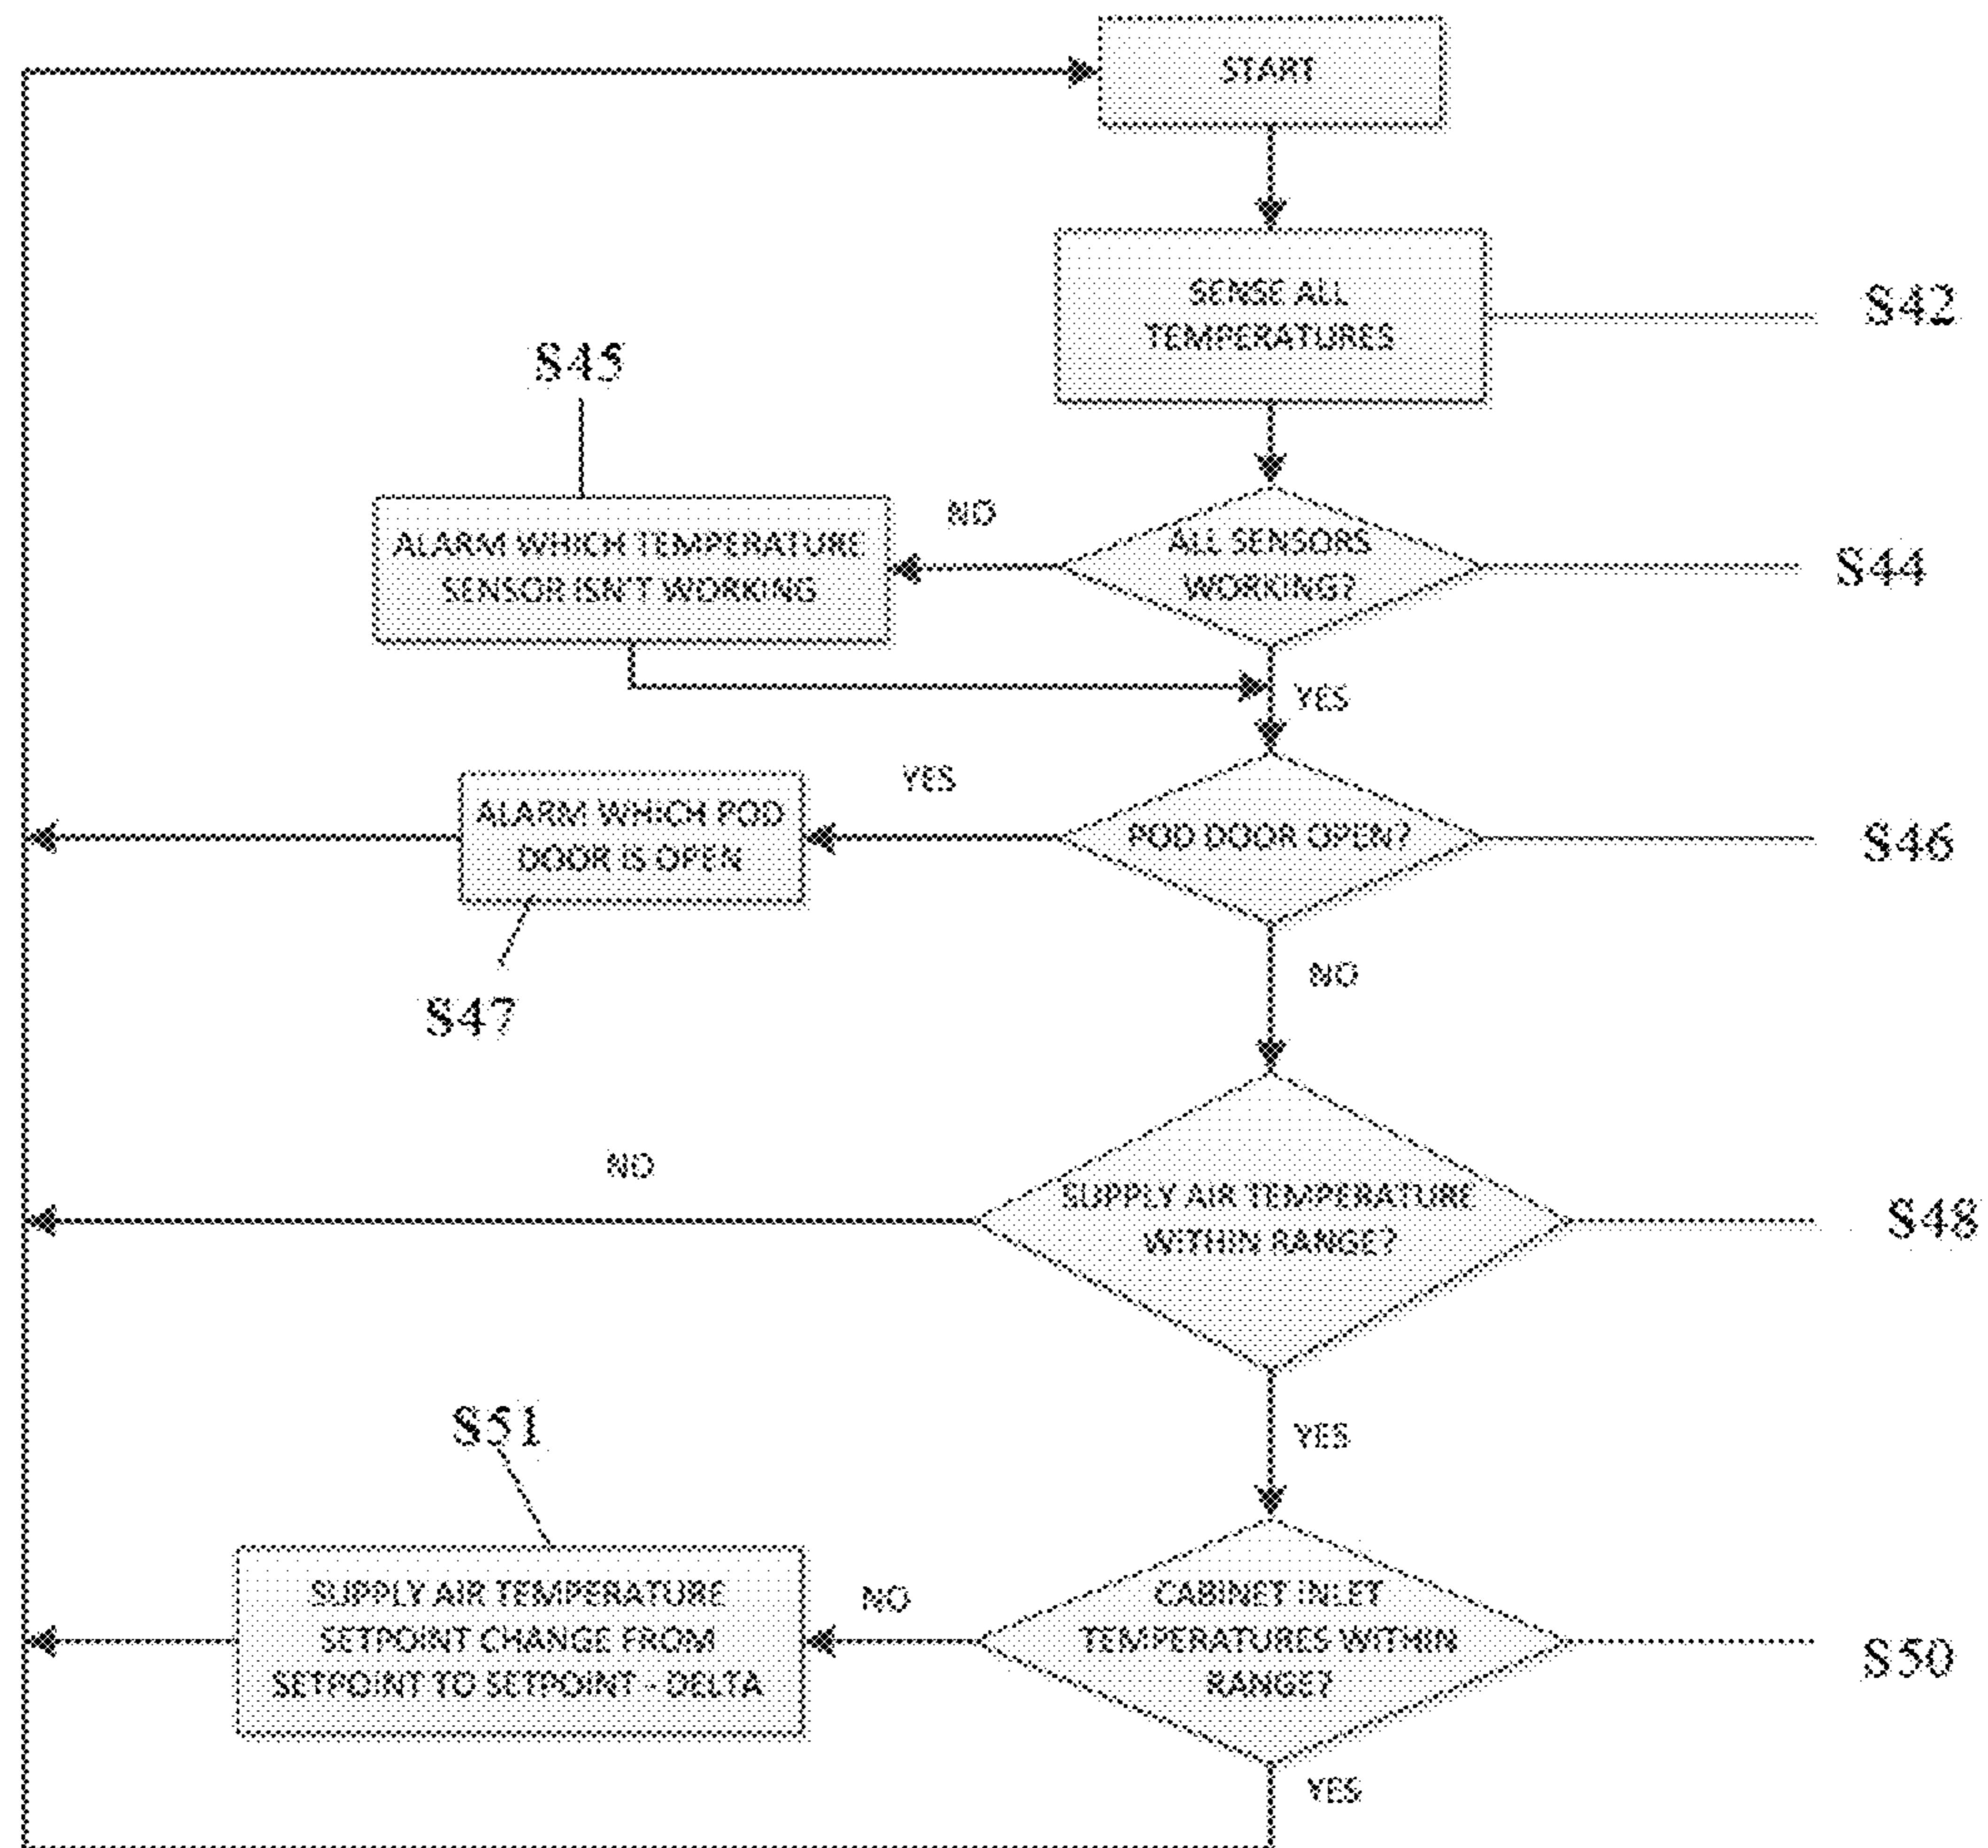 START
SENSE ALL
TEMPERATURES
S42
S45
ALARM WHICH TEMPERATURE
SENSOR ISN'T WORKING
NO
ALL SENSORS
WORKING?
S44
YES
ALARM WHICH POD
DOOR IS OPEN
YES
POD DOOR OPEN?
S46
S47
NO
NO
SUPPLY AIR TEMPERATURE
WITHIN RANGE?
S48
YES
S51
SUPPLY AIR TEMPERATURE
SETPOINT CHANGE FROM
SETPOINT TO SETPOINT - DELTA
NO
CABINET INLET
TEMPERATURES WITHIN
RANGE?
S50
YES